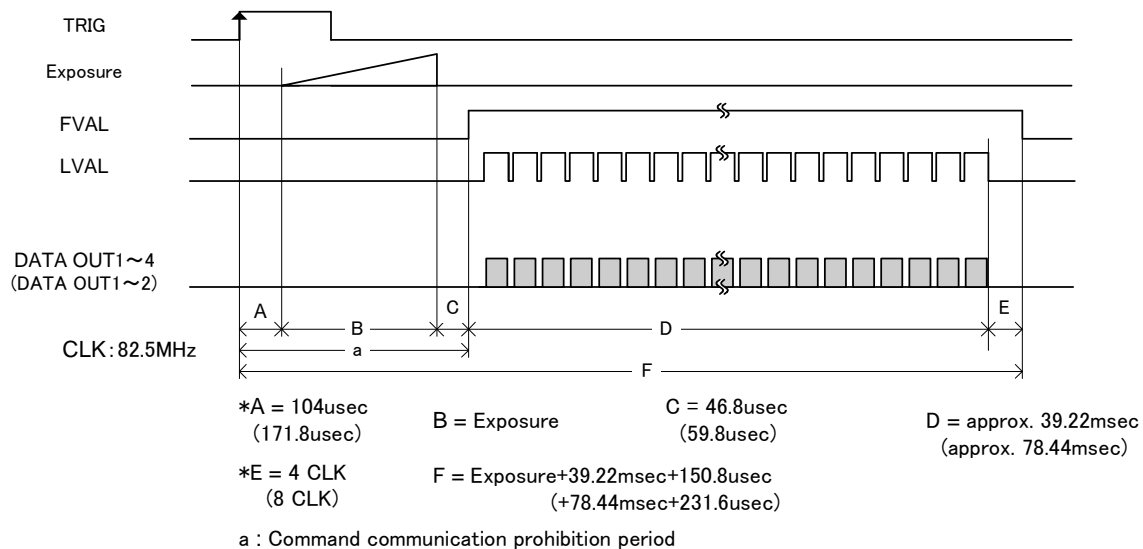 TRIG
Exposure
FVAL
LVAL
DATA OUT1～4
(DATA OUT1～2)
A
B
C
D
E
CLK:82.5MHz
a
F
*A = 104usec
(171.8usec)
B = Exposure
C = 46.8usec
(59.8usec)
D = approx. 39.22msec
(approx. 78.44msec)
*E = 4 CLK
(8 CLK)
F = Exposure+39.22msec+150.8usec
(+78.44msec+231.6usec)
a : Command communication prohibition period